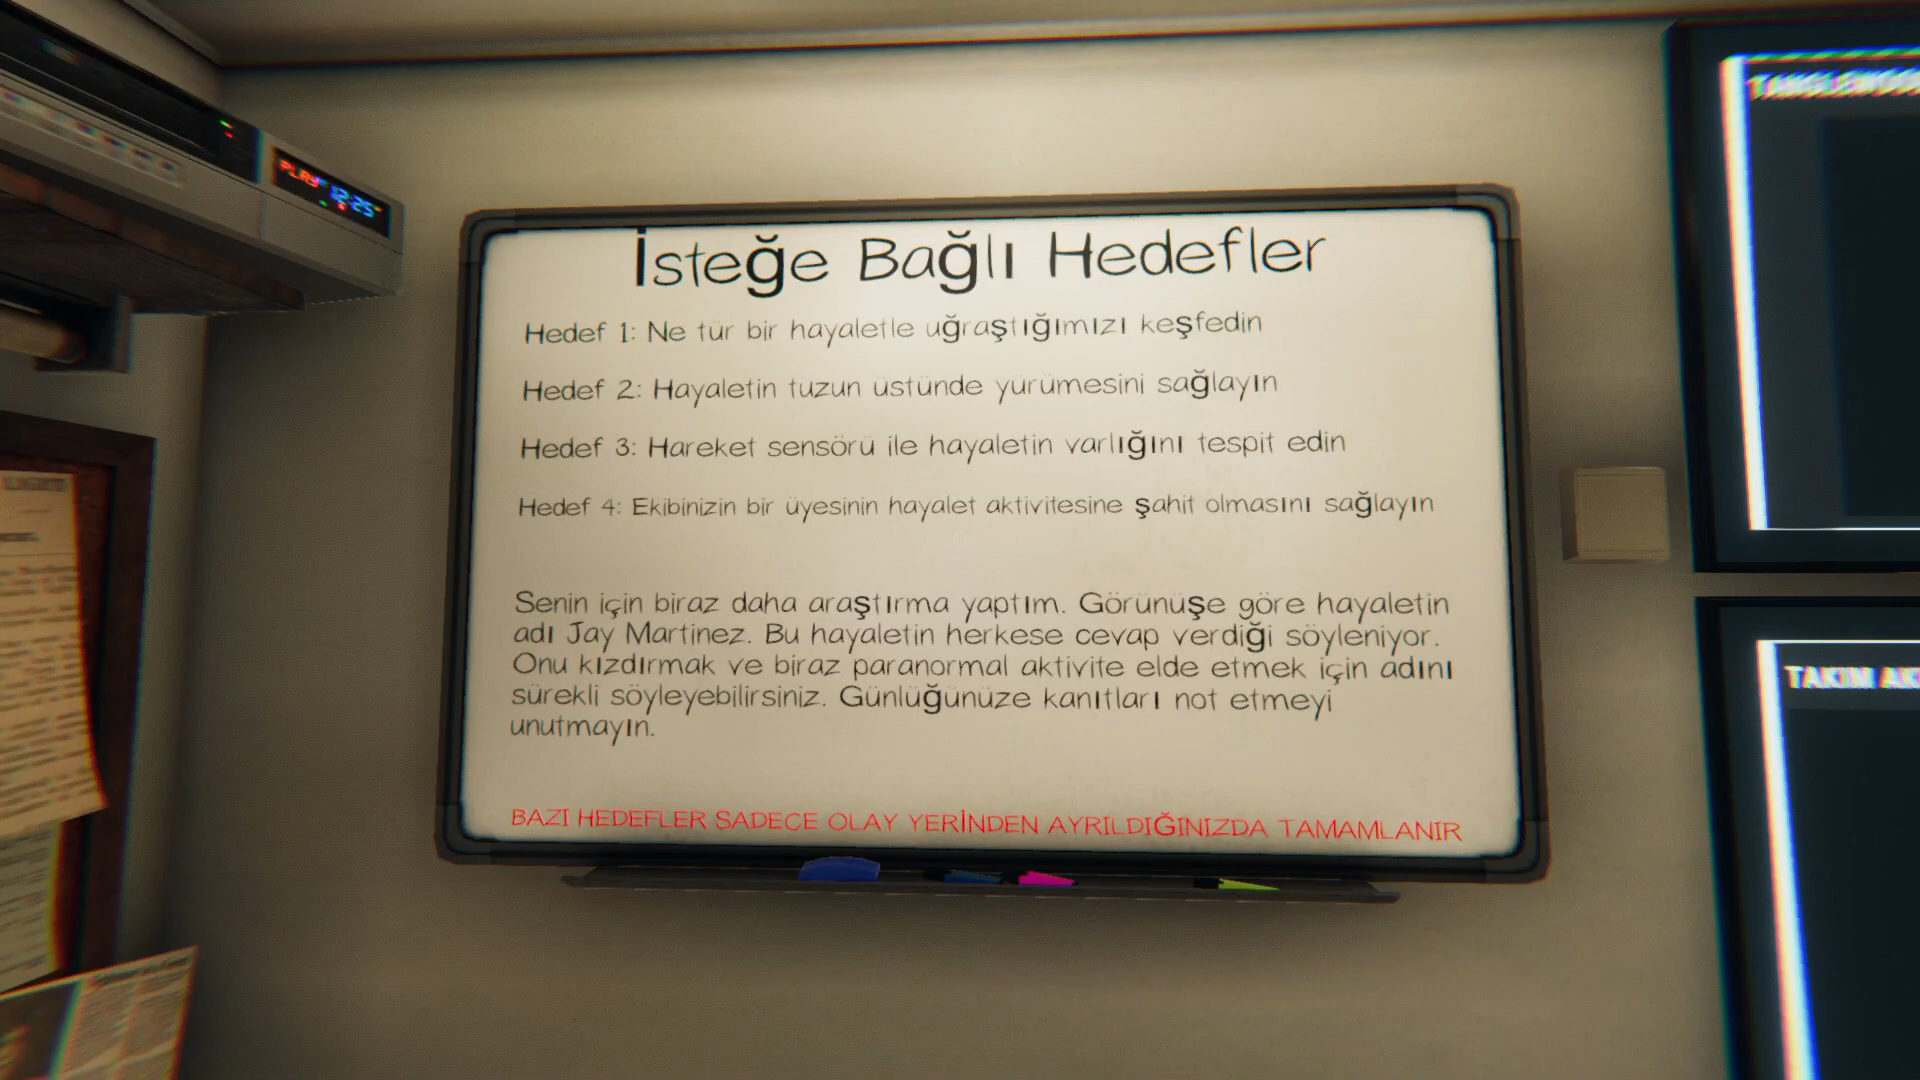 İsteğe Bağlı Hedefler
Hedef 1: Ne tür bir hayaletle uğraştığımızı keşfedin
Hedef 2: Hayaletin tuzun üstünde yürümesini sağlayın
Hedef 3: Hareket sensörü ile hayaletin varlığını tespit edin
Hedef 4: Ekibinizin bir üyesinin hayalet aktivitesine şahit olmasını sağlayın
Senin için biraz daha araştırma yaptım. Görünüşe göre hayaletin
adı Jay Martinez. Bu hayaletin herkese cevap verdiği söyleniyor.
Onu kızdırmak ve biraz paranormal aktivite elde etmek için adını
sürekli söyleyebilirsiniz. Günlüğünüze kanıtları not etmeyi
unutmayın.
BAZI HEDEFLER SADECE OLAY YERİNDEN AYRILDIĞINIZDA TAMAMLANIR
PLAY 12:25
TAKIM